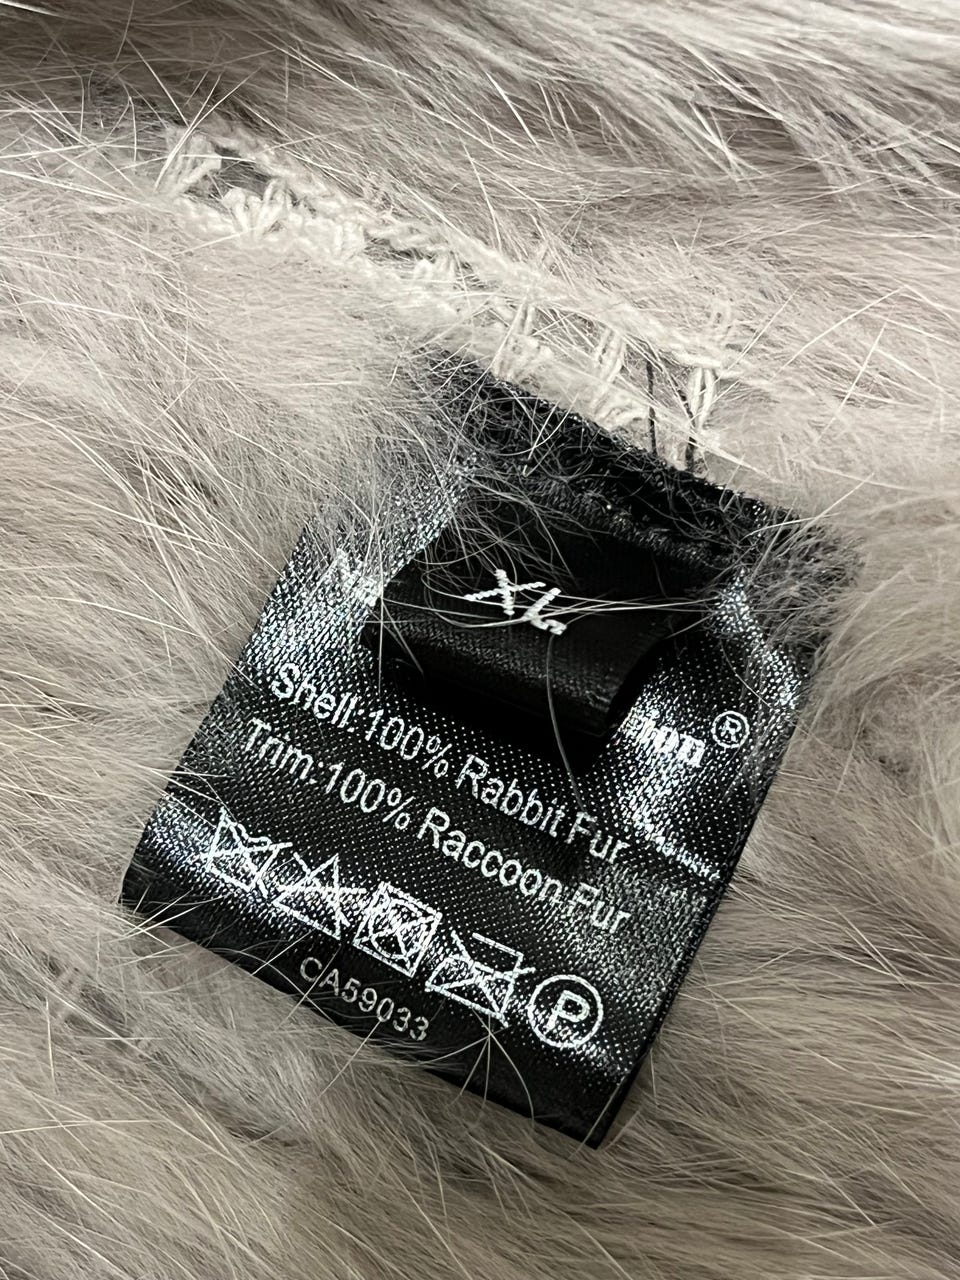 XL
®
Shell:100% Rabbit Fur
Trim:100% Raccoon Fur
P
CA59033